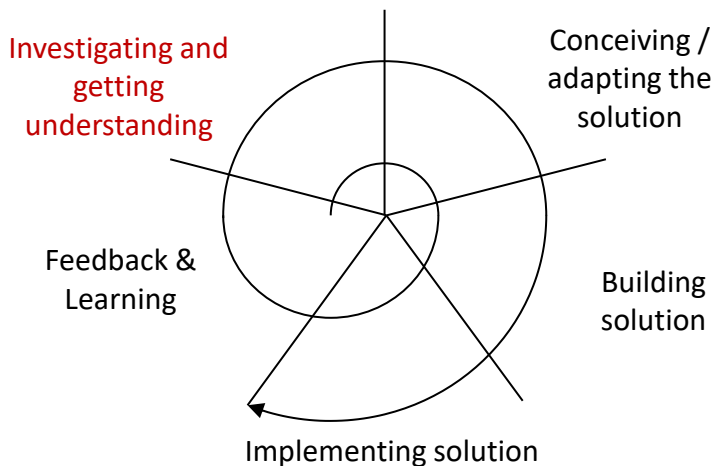 Investigating and
getting
understanding
Conceiving /
adapting the
solution
Feedback &
Learning
Building
solution
Implementing solution